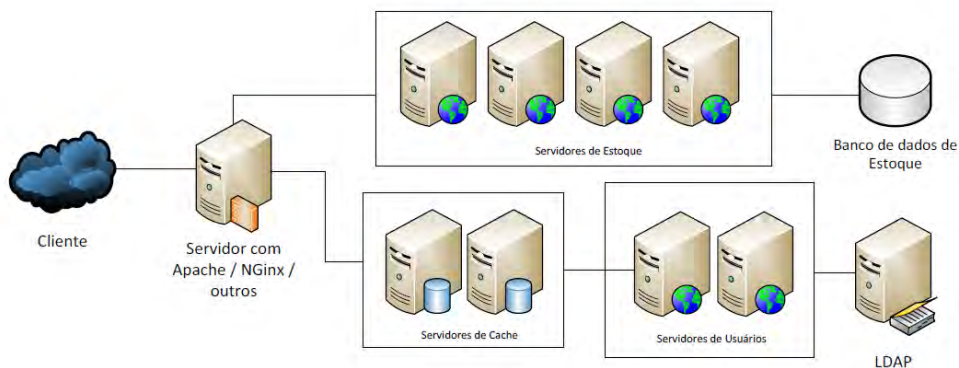 Servidores de Estoque
Banco de dados de
Estoque
Cliente
Servidor com
Apache / NGinx /
outros
Servidores de Cache
Servidores de Usuários
LDAP